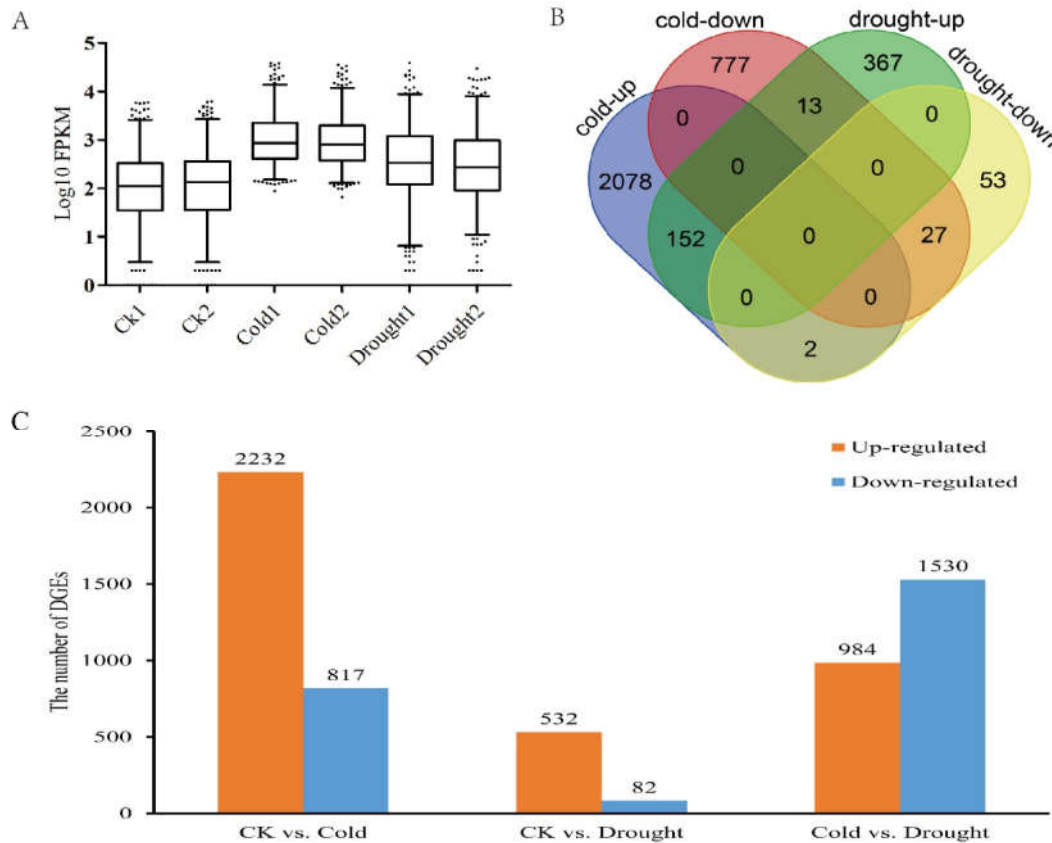 A
5
4
3
2
1
0
Log10 FPKM
Ck1
Ck2
Cold1
Cold2
Drought1
Drought2
B
cold-up
cold-down
drought-up
drought-down
777
367
0
13
0
2078
0
0
53
152
0
27
0
0
2
C
2500
2000
1500
1000
500
0
The number of DGEs
Up-regulated
Down-regulated
2232
817
532
82
984
1530
CK vs. Cold
CK vs. Drought
Cold vs. Drought